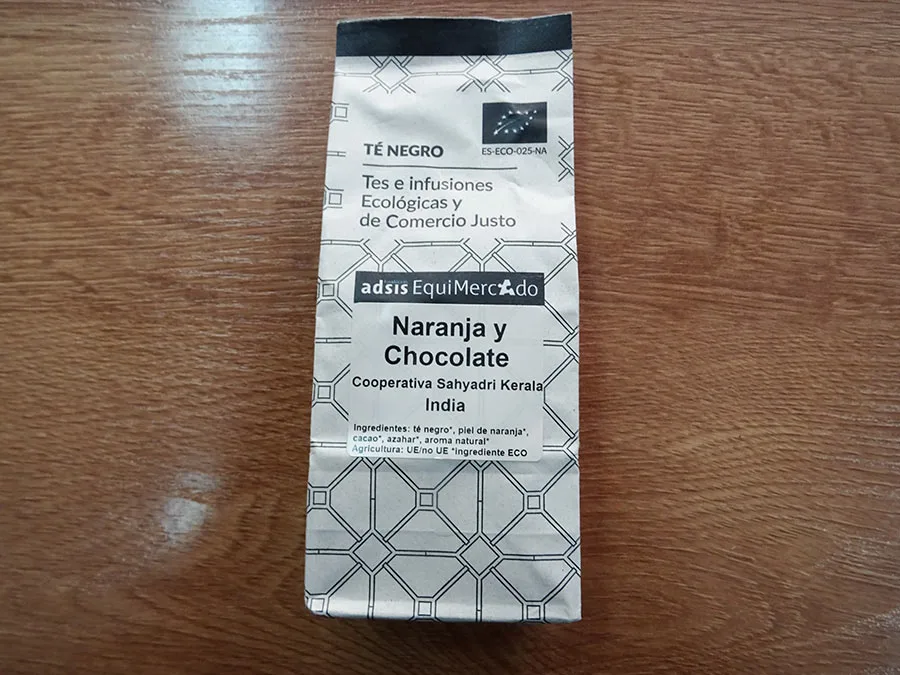 ES-ECO-025-NA
TÉ NEGRO
Tes e infusiones
Ecológicas y
de Comercio Justo
adsis EquiMercAdo
Naranja y
Chocolate
Cooperativa Sahyadri Kerala
India
Ingredientes: té negro*, piel de naranja*,
cacao*, azahar*, aroma natural*
Agricultura: UE/no UE *ingrediente ECO